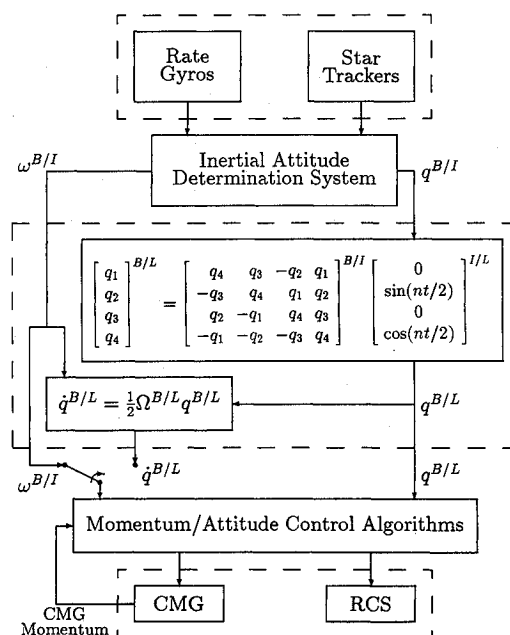 Rate
Gyros
Star
Trackers
ω^{B/I}
Inertial Attitude
Determination System
q^{B/I}
[q₁ q₂ q₃ q₄]^{B/L} = [q₄ q₃ −q₂ q₁; −q₃ q₄ q₁ q₂; q₂ −q₁ q₄ q₃; −q₁ −q₂ −q₃ q₄]^{B/I} [0 sin(nt/2) 0 cos(nt/2)]^{I/L}
q̇^{B/L} = ½Ω^{B/L}q^{B/L}
q^{B/L}
ω^{B/I}
q̇^{B/L}
q^{B/L}
Momentum/Attitude Control Algorithms
CMG
Momentum
CMG
RCS